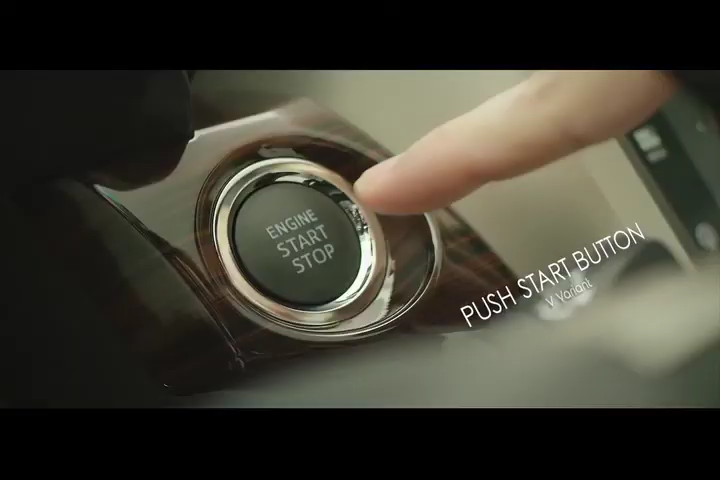 ENGINE
START
STOP
PUSH START BUTTON
V Variant